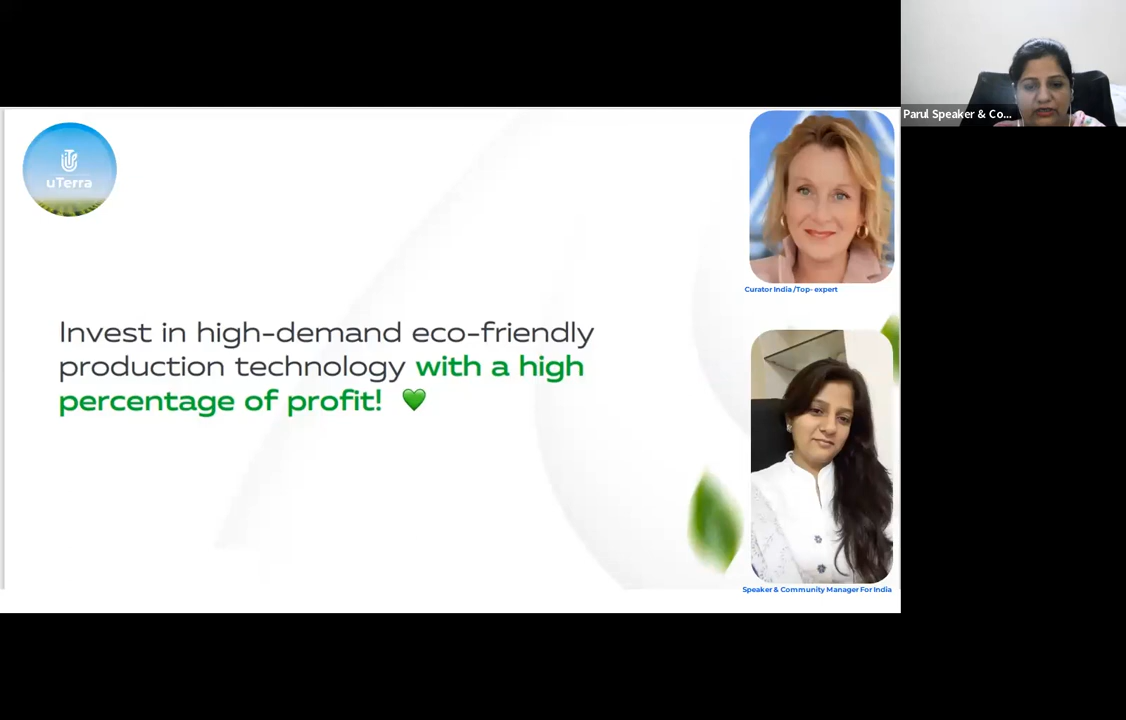 Parul Speaker & Co...
uTerra
Curator India /Top- expert
Invest in high-demand eco-friendly
production technology with a high
percentage of profit! 💚
Speaker & Community Manager For India